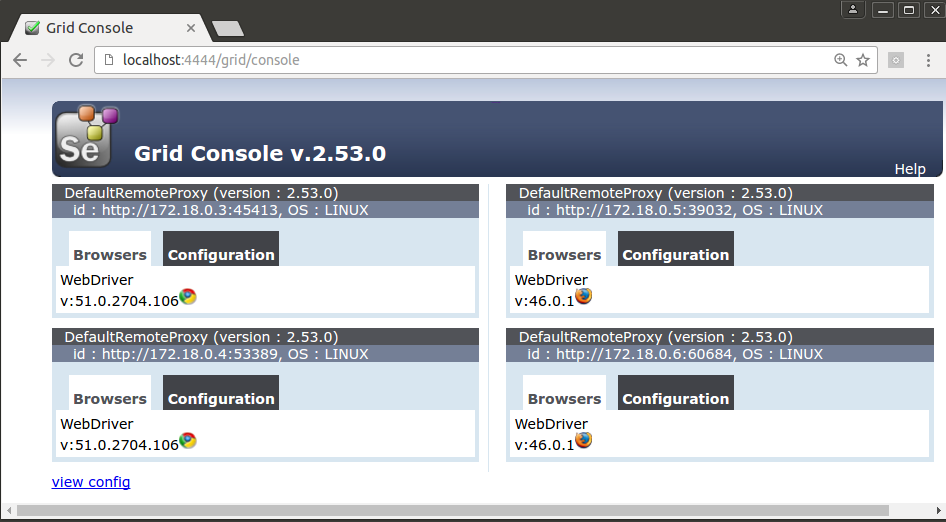 Grid Console
localhost:4444/grid/console
Se
Grid Console v.2.53.0
Help
DefaultRemoteProxy (version : 2.53.0)
id : http://172.18.0.3:45413, OS : LINUX
Browsers Configuration
WebDriver
v:51.0.2704.106
DefaultRemoteProxy (version : 2.53.0)
id : http://172.18.0.5:39032, OS : LINUX
Browsers Configuration
WebDriver
v:46.0.1
DefaultRemoteProxy (version : 2.53.0)
id : http://172.18.0.4:53389, OS : LINUX
Browsers Configuration
WebDriver
v:51.0.2704.106
DefaultRemoteProxy (version : 2.53.0)
id : http://172.18.0.6:60684, OS : LINUX
Browsers Configuration
WebDriver
v:46.0.1
view config